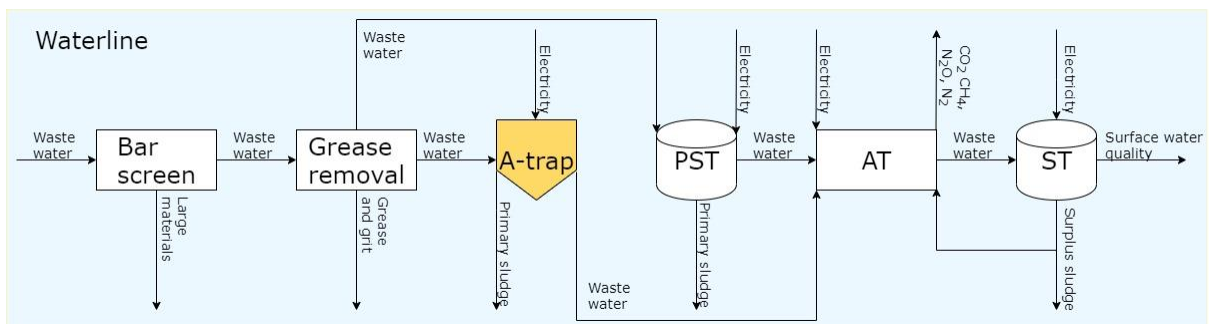 Waterline
Waste
water
Bar
screen
Large
materials
Waste
water
Grease
removal
Grease
and grit
Waste
water
Waste
water
Electricity
A-trap
Primary sludge
Waste
water
Electricity
PST
Primary sludge
Waste
water
Electricity
AT
CO2 CH4,
N2O, N2
Waste
water
Electricity
ST
Surplus sludge
Surface water
quality